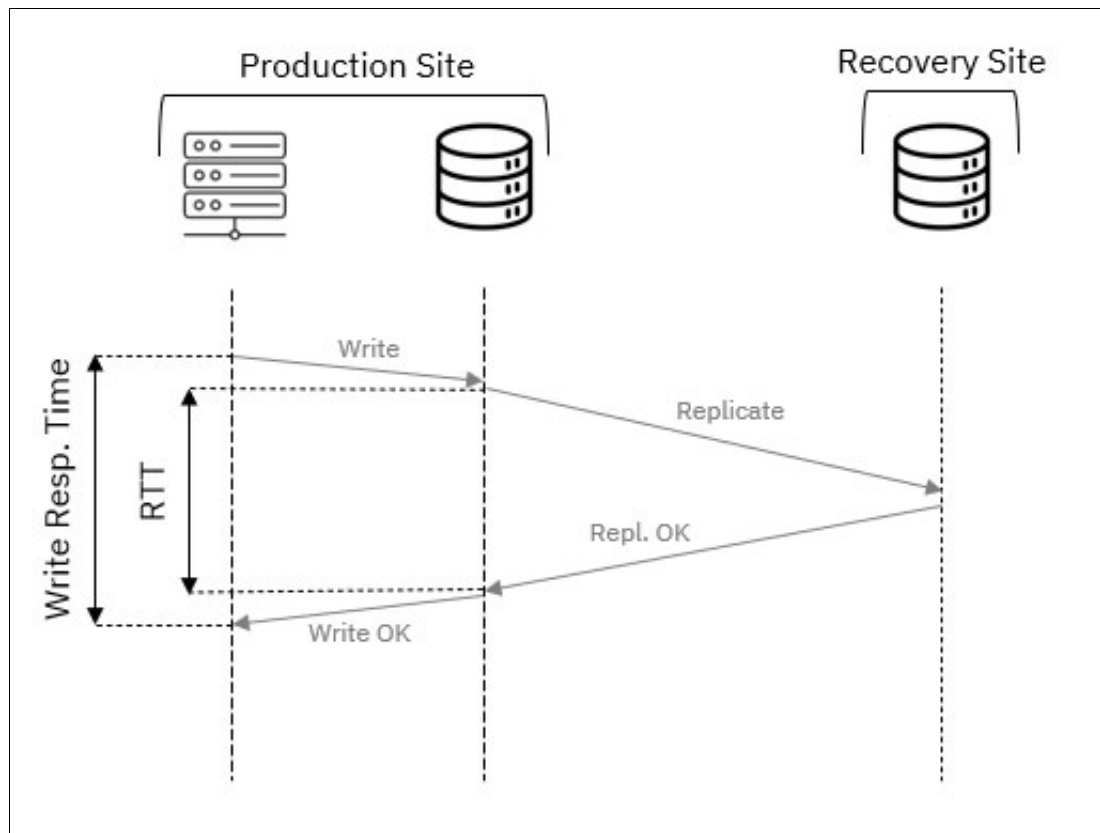 Production Site
Recovery Site
Write
Replicate
Write Resp. Time
RTT
Repl. OK
Write OK